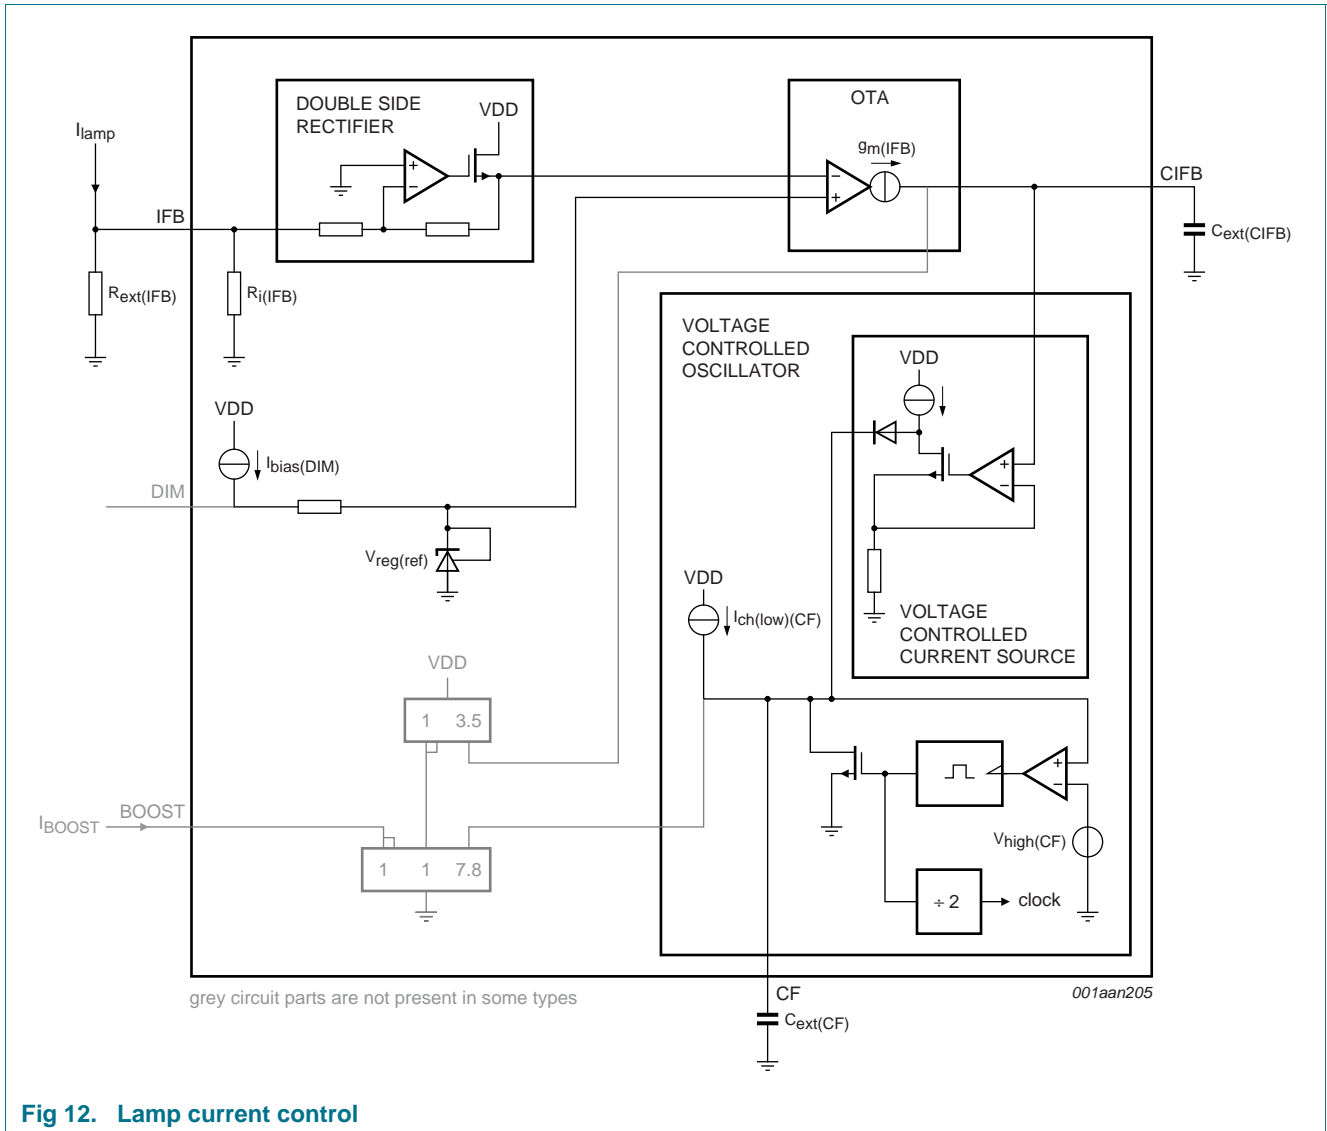 DOUBLE SIDE
RECTIFIER
VDD
OTA
Ilamp
gm(IFB)
CIFB
IFB
Cext(CIFB)
Rext(IFB)
Ri(IFB)
VOLTAGE
CONTROLLED
OSCILLATOR
VDD
VDD
Ibias(DIM)
DIM
Vreg(ref)
VDD
Ich(low)(CF)
VOLTAGE
CONTROLLED
CURRENT SOURCE
VDD
1 3.5
BOOST
IBOOST
Vhigh(CF)
1 1 7.8
÷ 2
clock
grey circuit parts are not present in some types
CF
001aan205
Cext(CF)
Fig 12. Lamp current control